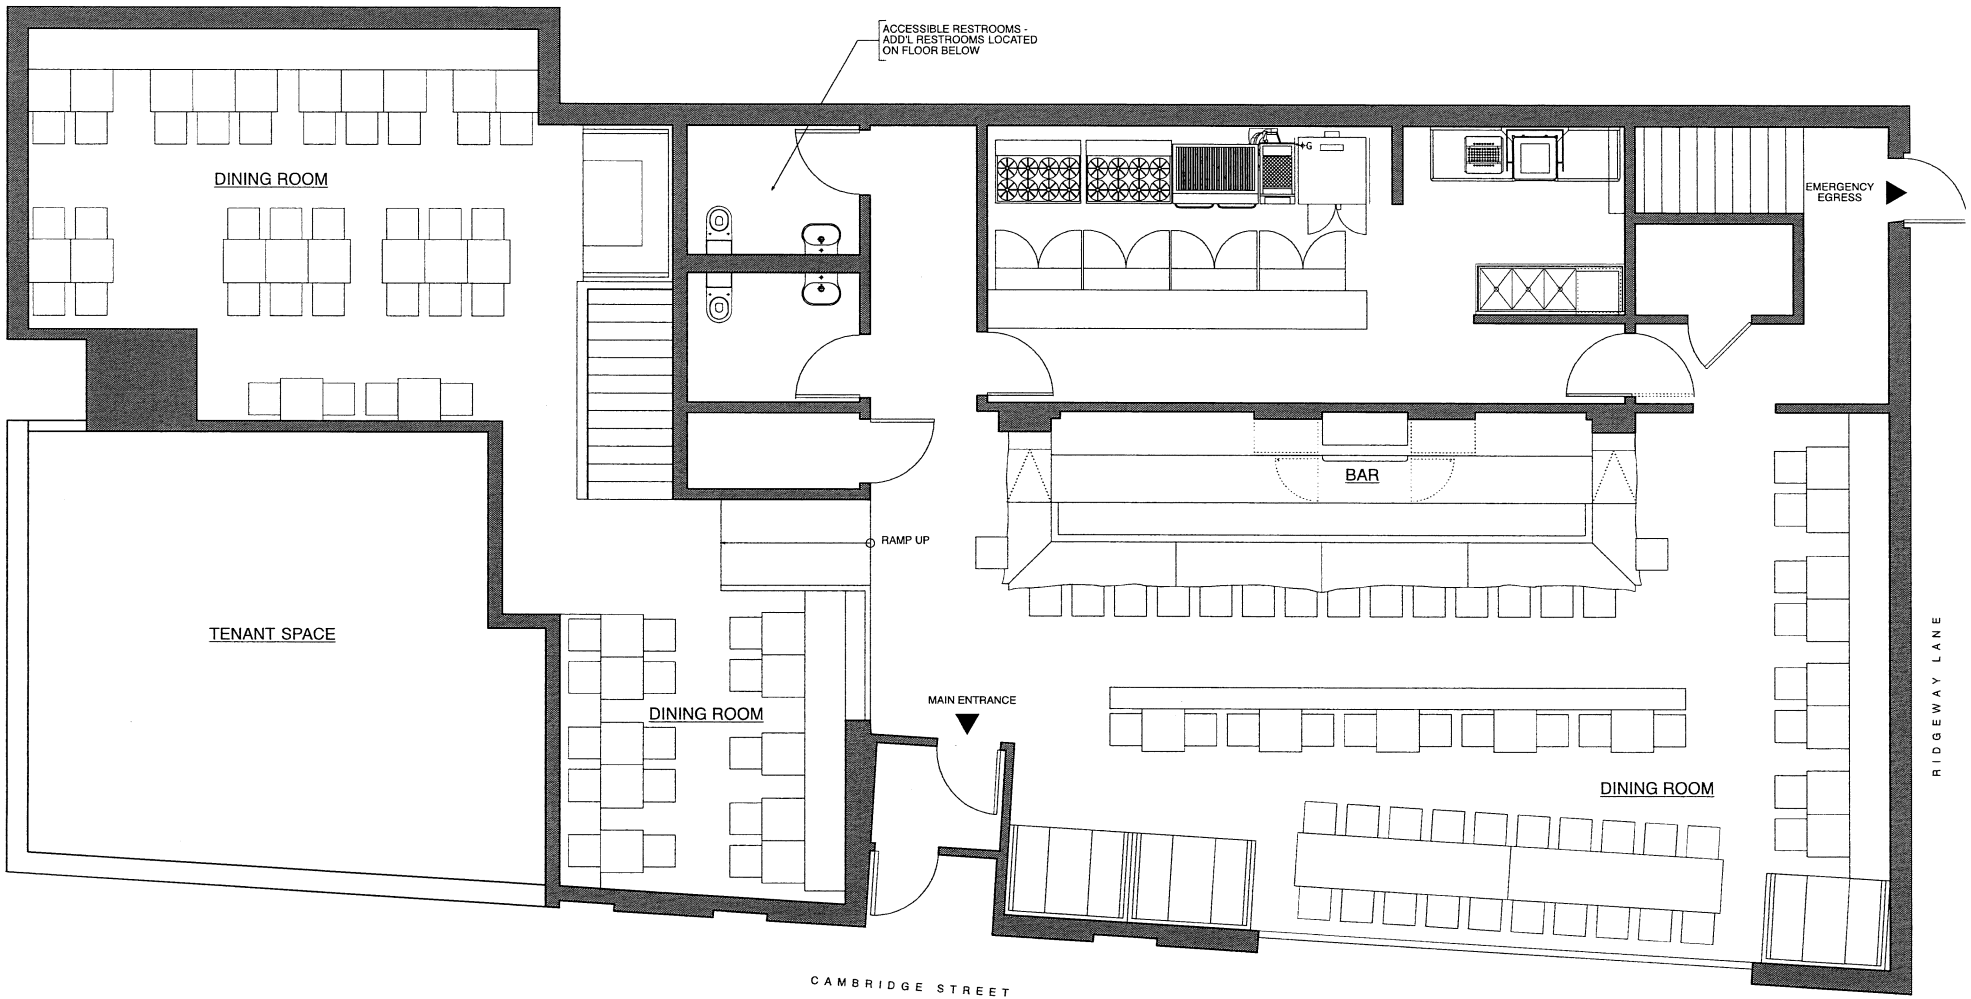 ACCESSIBLE RESTROOMS -
ADD'L RESTROOMS LOCATED
ON FLOOR BELOW
DINING ROOM
G
EMERGENCY
EGRESS
BAR
RAMP UP
TENANT SPACE
RIDGEWAY LANE
MAIN ENTRANCE
DINING ROOM
DINING ROOM
CAMBRIDGE STREET